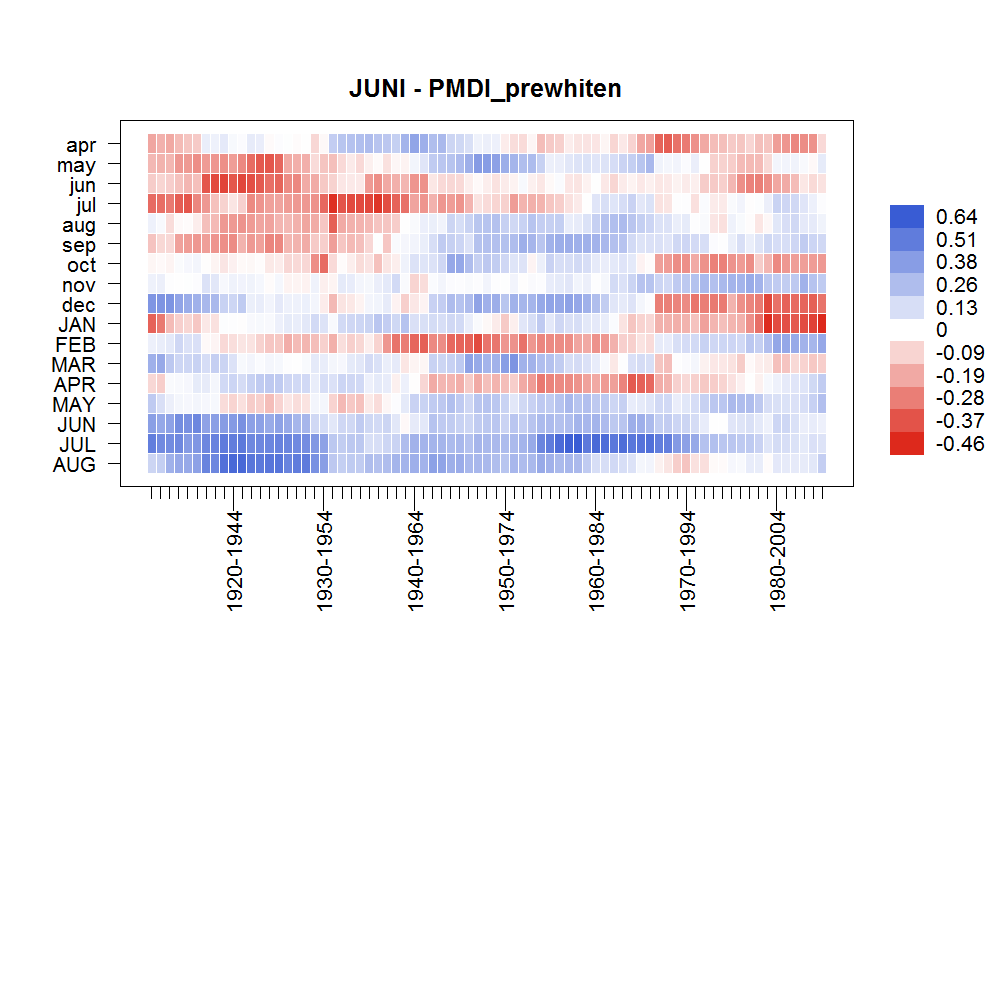 JUNI - PMDI_prewhiten
apr
may
jun
jul
aug
sep
oct
nov
dec
JAN
FEB
MAR
APR
MAY
JUN
JUL
AUG
1920-1944
1930-1954
1940-1964
1950-1974
1960-1984
1970-1994
1980-2004
0.64
0.51
0.38
0.26
0.13
0
-0.09
-0.19
-0.28
-0.37
-0.46